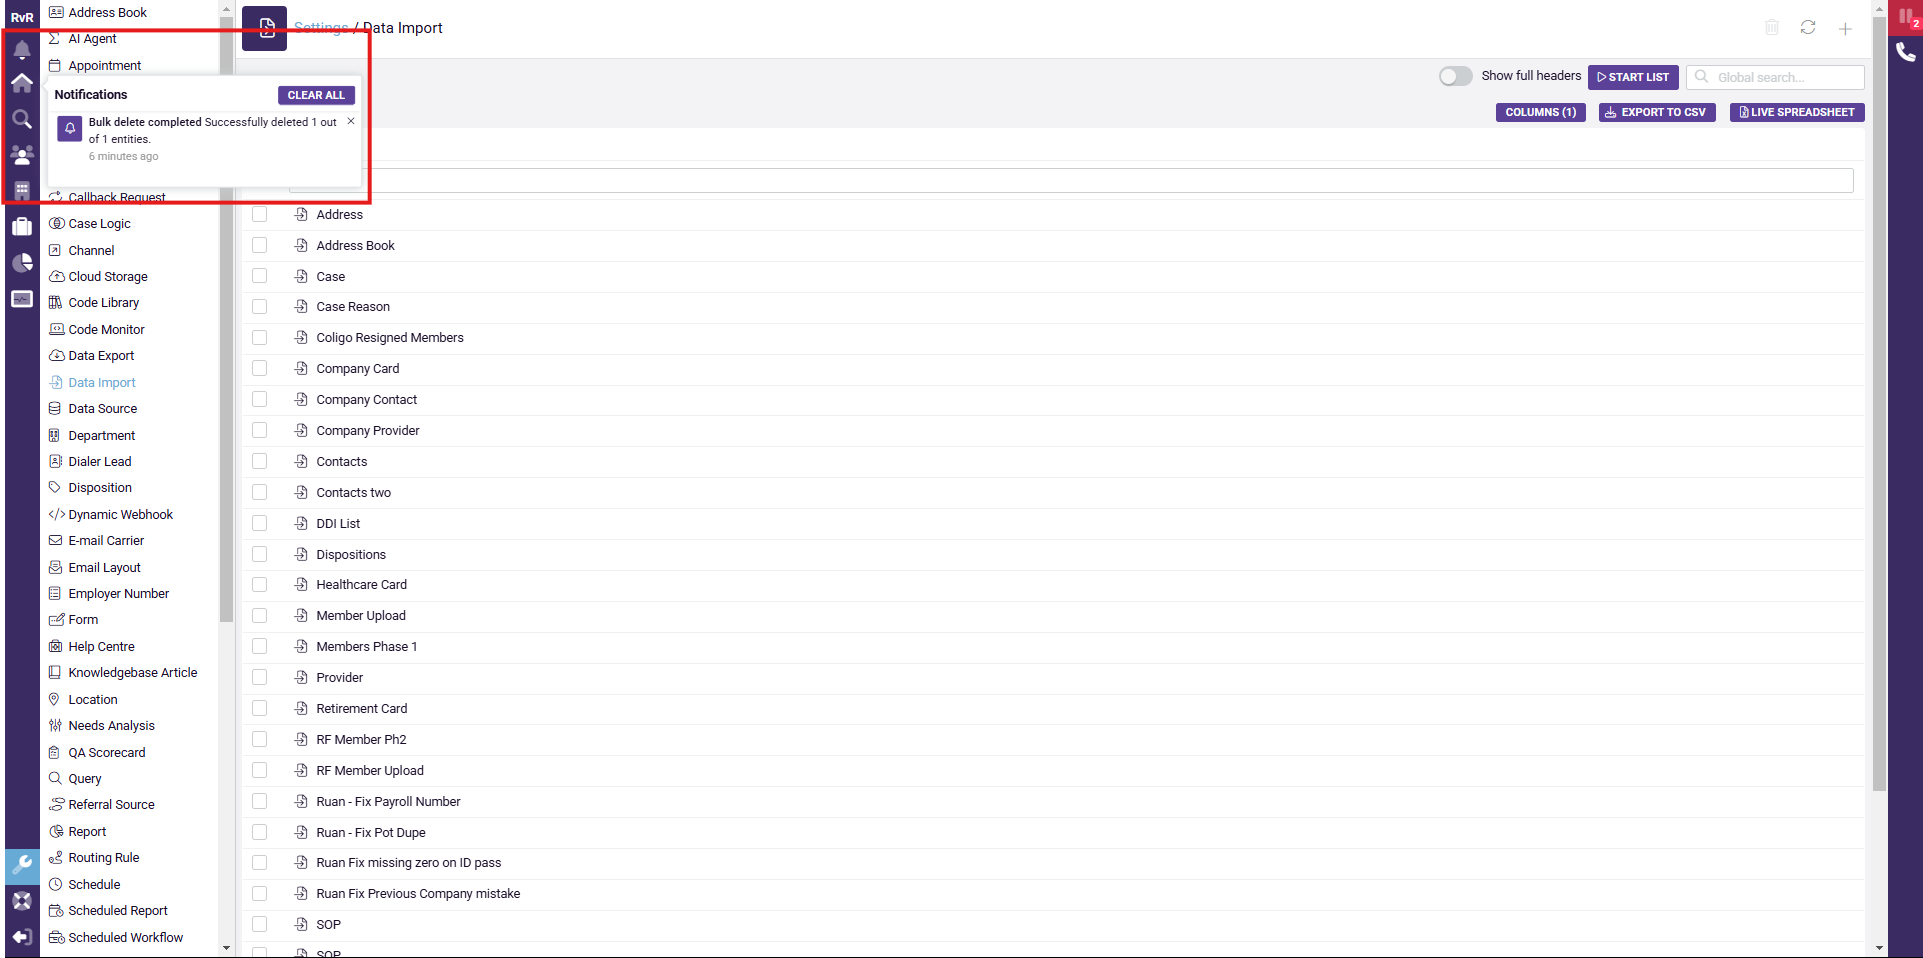 RvR
Address Book
AI Agent
Appointment
Notifications
CLEAR ALL
Bulk delete completed Successfully deleted 1 out
of 1 entities.
6 minutes ago
Callback Request
Case Logic
Channel
Cloud Storage
Code Library
Code Monitor
Data Export
Data Import
Data Source
Department
Dialer Lead
Disposition
Dynamic Webhook
E-mail Carrier
Email Layout
Employer Number
Form
Help Centre
Knowledgebase Article
Location
Needs Analysis
QA Scorecard
Query
Referral Source
Report
Routing Rule
Schedule
Scheduled Report
Scheduled Workflow
Settings / Data Import
Show full headers
START LIST
Global search...
COLUMNS (1)
EXPORT TO CSV
LIVE SPREADSHEET
Address
Address Book
Case
Case Reason
Coligo Resigned Members
Company Card
Company Contact
Company Provider
Contacts
Contacts two
DDI List
Dispositions
Healthcare Card
Member Upload
Members Phase 1
Provider
Retirement Card
RF Member Ph2
RF Member Upload
Ruan - Fix Payroll Number
Ruan - Fix Pot Dupe
Ruan Fix missing zero on ID pass
Ruan Fix Previous Company mistake
SOP
SOP
2